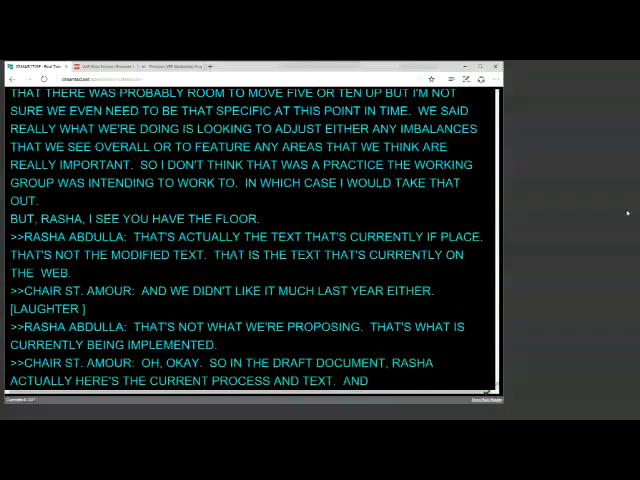 THAT THERE WAS PROBABLY ROOM TO MOVE FIVE OR TEN UP BUT I'M NOT
SURE WE EVEN NEED TO BE THAT SPECIFIC AT THIS POINT IN TIME. WE SAID
REALLY WHAT WE'RE DOING IS LOOKING TO ADJUST EITHER ANY IMBALANCES
THAT WE SEE OVERALL OR TO FEATURE ANY AREAS THAT WE THINK ARE
REALLY IMPORTANT. SO I DON'T THINK THAT WAS A PRACTICE THE WORKING
GROUP WAS INTENDING TO WORK TO. IN WHICH CASE I WOULD TAKE THAT
OUT.
BUT, RASHA, I SEE YOU HAVE THE FLOOR.
>>RASHA ABDULLA: THAT'S ACTUALLY THE TEXT THAT'S CURRENTLY IF PLACE.
THAT'S NOT THE MODIFIED TEXT. THAT IS THE TEXT THAT'S CURRENTLY ON
THE WEB.
>>CHAIR ST. AMOUR: AND WE DIDN'T LIKE IT MUCH LAST YEAR EITHER.
[LAUGHTER ]
>>RASHA ABDULLA: THAT'S NOT WHAT WE'RE PROPOSING. THAT'S WHAT IS
CURRENTLY BEING IMPLEMENTED.
>>CHAIR ST. AMOUR: OH, OKAY. SO IN THE DRAFT DOCUMENT, RASHA
ACTUALLY HERE'S THE CURRENT PROCESS AND TEXT. AND